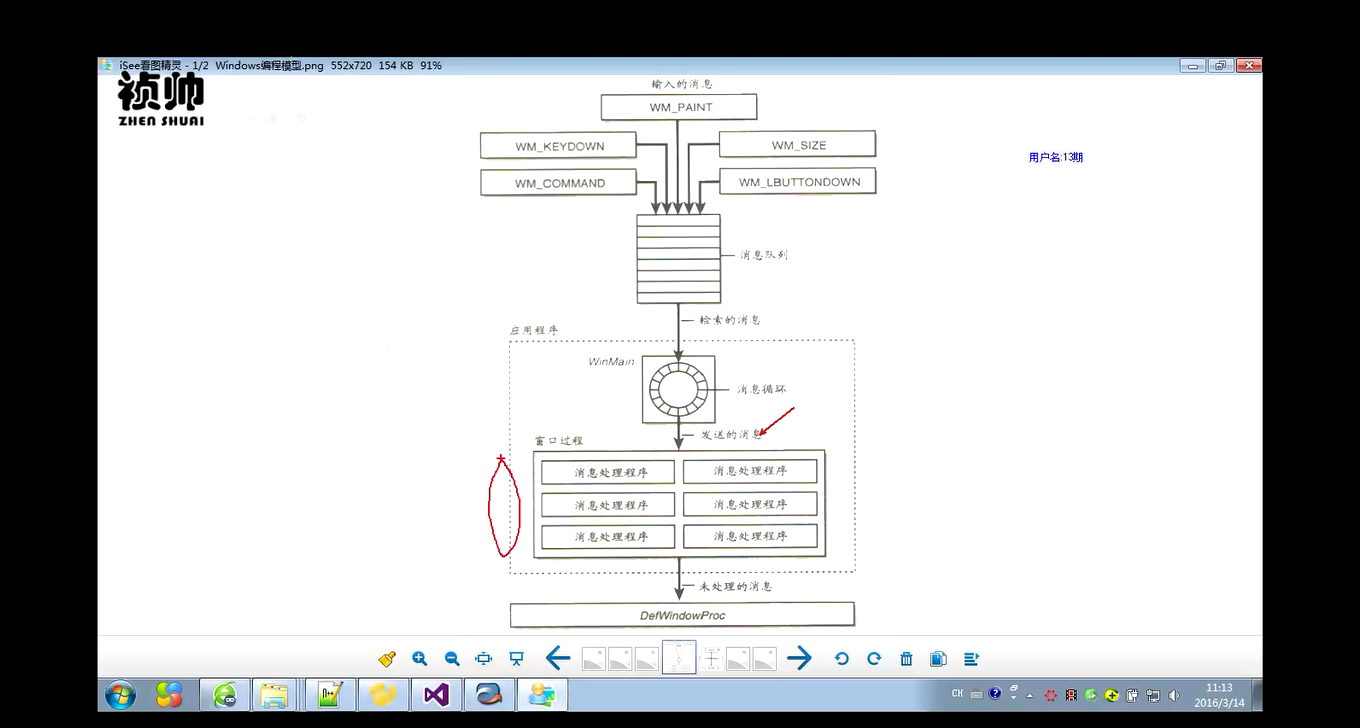 iSee看图精灵 - 1/2 Windows编程模型.png 552x720 154 KB 91%
祯帅
ZHEN SHUAI
输入的消息
WM_PAINT
WM_KEYDOWN
WM_SIZE
用户名:13期
WM_COMMAND
WM_LBUTTONDOWN
消息队列
检索的消息
应用程序
WinMain
消息循环
发送的消息
窗口过程
消息处理程序 消息处理程序
消息处理程序 消息处理程序
消息处理程序 消息处理程序
未处理的消息
DefWindowProc
CH
11:13
2016/3/14